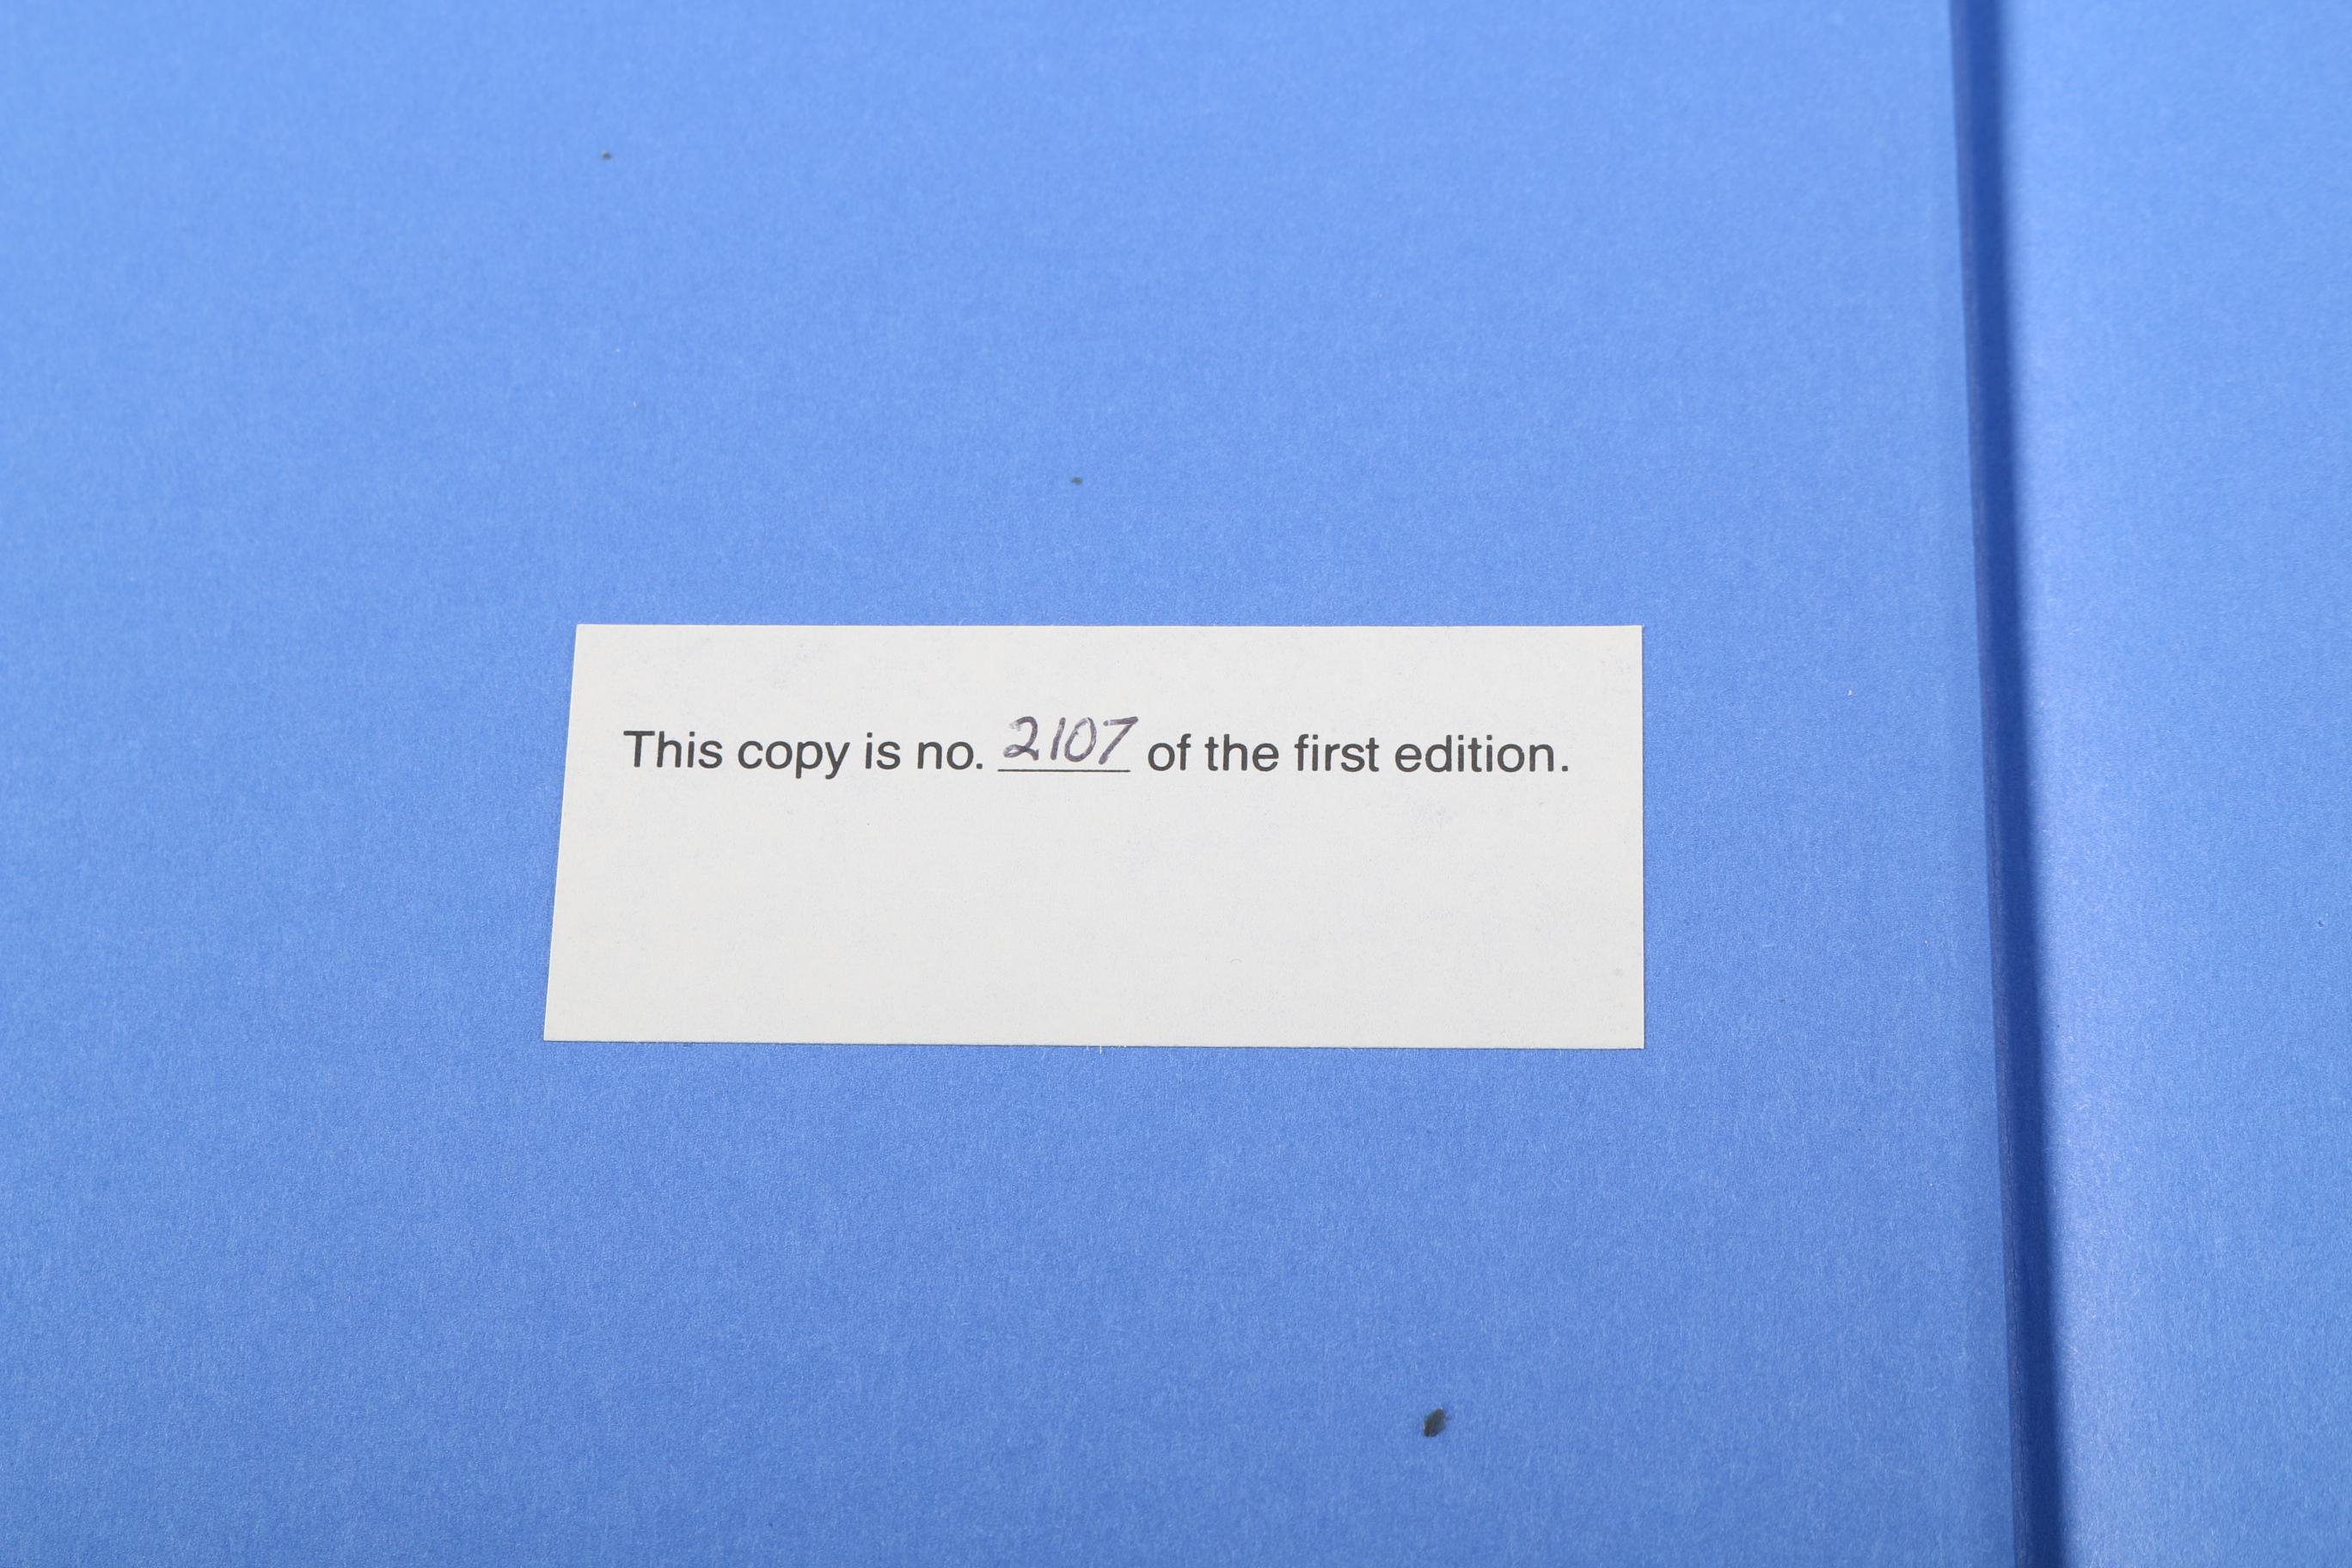 This copy is no. 2107 of the first edition.